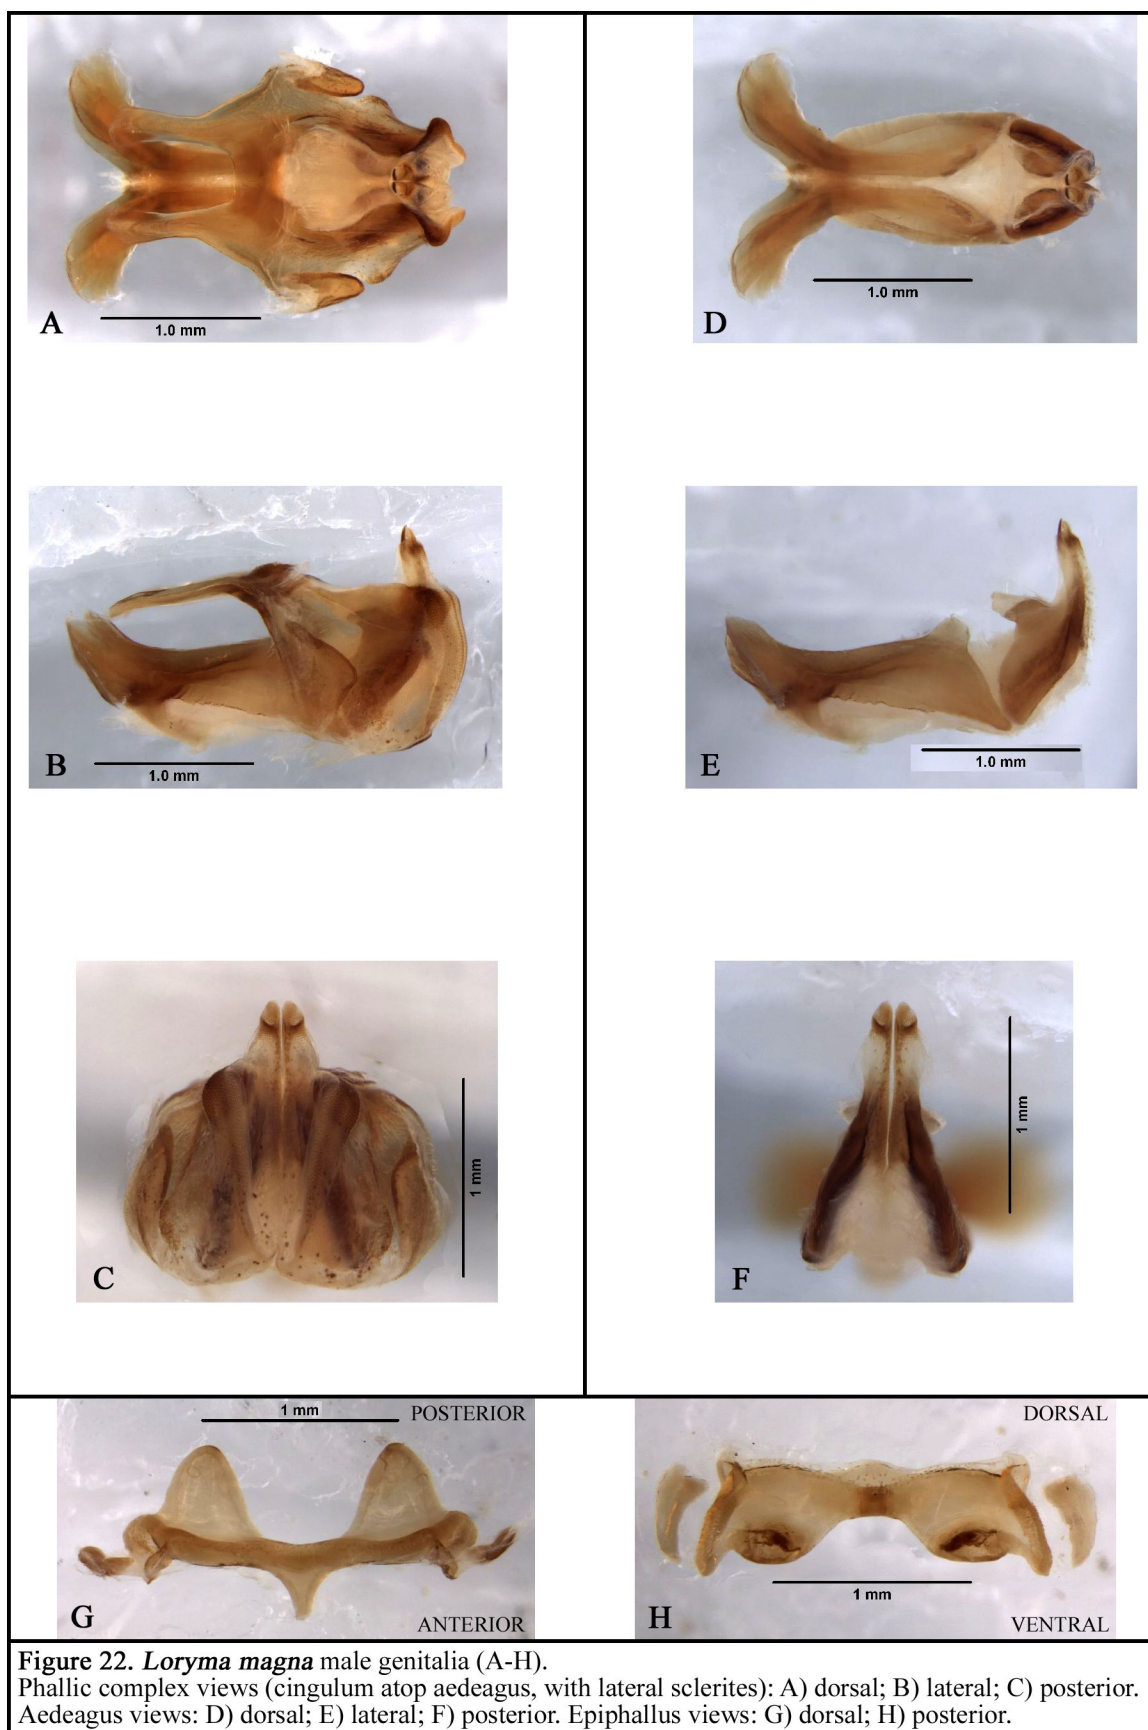 A
1.0 mm
D
1.0 mm
B
1.0 mm
E
1.0 mm
C
1 mm
F
1 mm
1 mm
POSTERIOR
G
ANTERIOR
DORSAL
1 mm
H
VENTRAL
Figure 22. Loryma magna male genitalia (A-H).
Phallic complex views (cingulum atop aedeagus, with lateral sclerites): A) dorsal; B) lateral; C) posterior.
Aedeagus views: D) dorsal; E) lateral; F) posterior. Epiphallus views: G) dorsal; H) posterior.